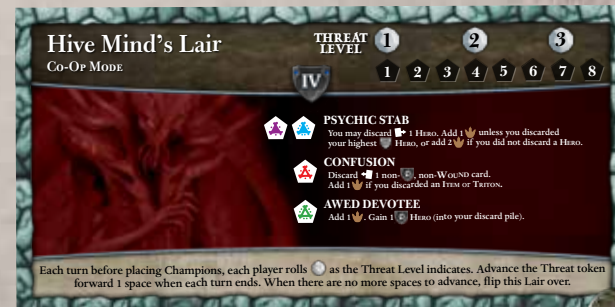 Hive Mind's Lair
Co-Op Mode
THREAT LEVEL 1 2 3
IV
1 2 3 4 5 6 7 8
PSYCHIC STAB
You may discard 1 Hero. Add 1 unless you discarded
your highest Hero, or add 2 if you did not discard a Hero.
CONFUSION
Discard 1 non- , non-Wound card.
Add 1 if you discarded an Item or Triton.
AWED DEVOTEE
Add 1 . Gain 1 Hero (into your discard pile).
Each turn before placing Champions, each player rolls as the Threat Level indicates. Advance the Threat token
forward 1 space when each turn ends. When there are no more spaces to advance, flip this Lair over.